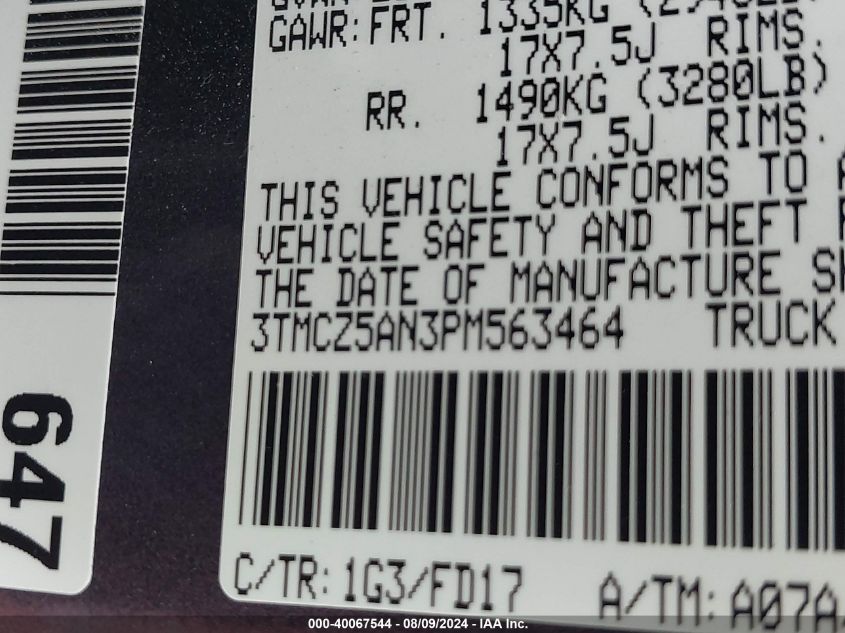 GAWR: FRT. 1335KG
17X7.5J RIMS.
RR. 1490KG (3280LB)
17X7.5J RIMS.
THIS VEHICLE CONFORMS TO
VEHICLE SAFETY AND THEFT
THE DATE OF MANUFACTURE
3TMCZ5AN3PM563464 TRUCK
C/TR: 1G3/FD17 A/TM: A07A
647
000-40067544 - 08/09/2024 - IAA Inc.